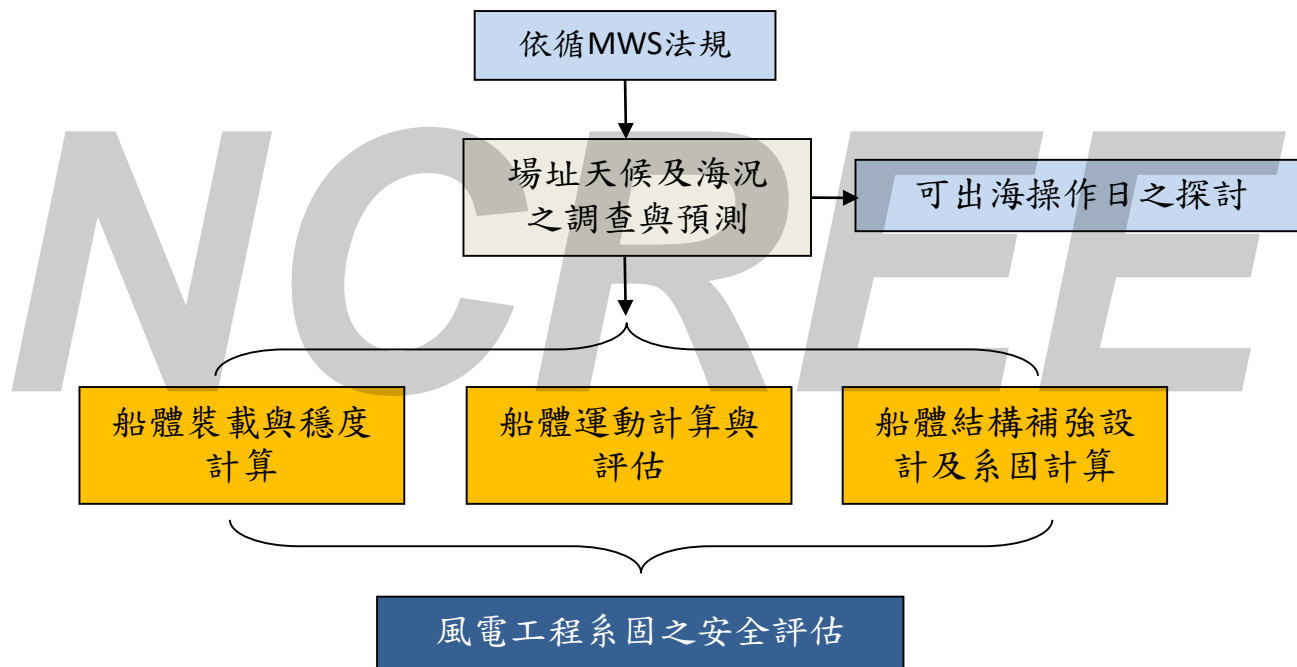 依循MWS法規
場址天候及海況
之調查與預測
可出海操作日之探討
NCREE
船體裝載與穩度
計算
船體運動計算與
評估
船體結構補強設
計及系固計算
風電工程系固之安全評估